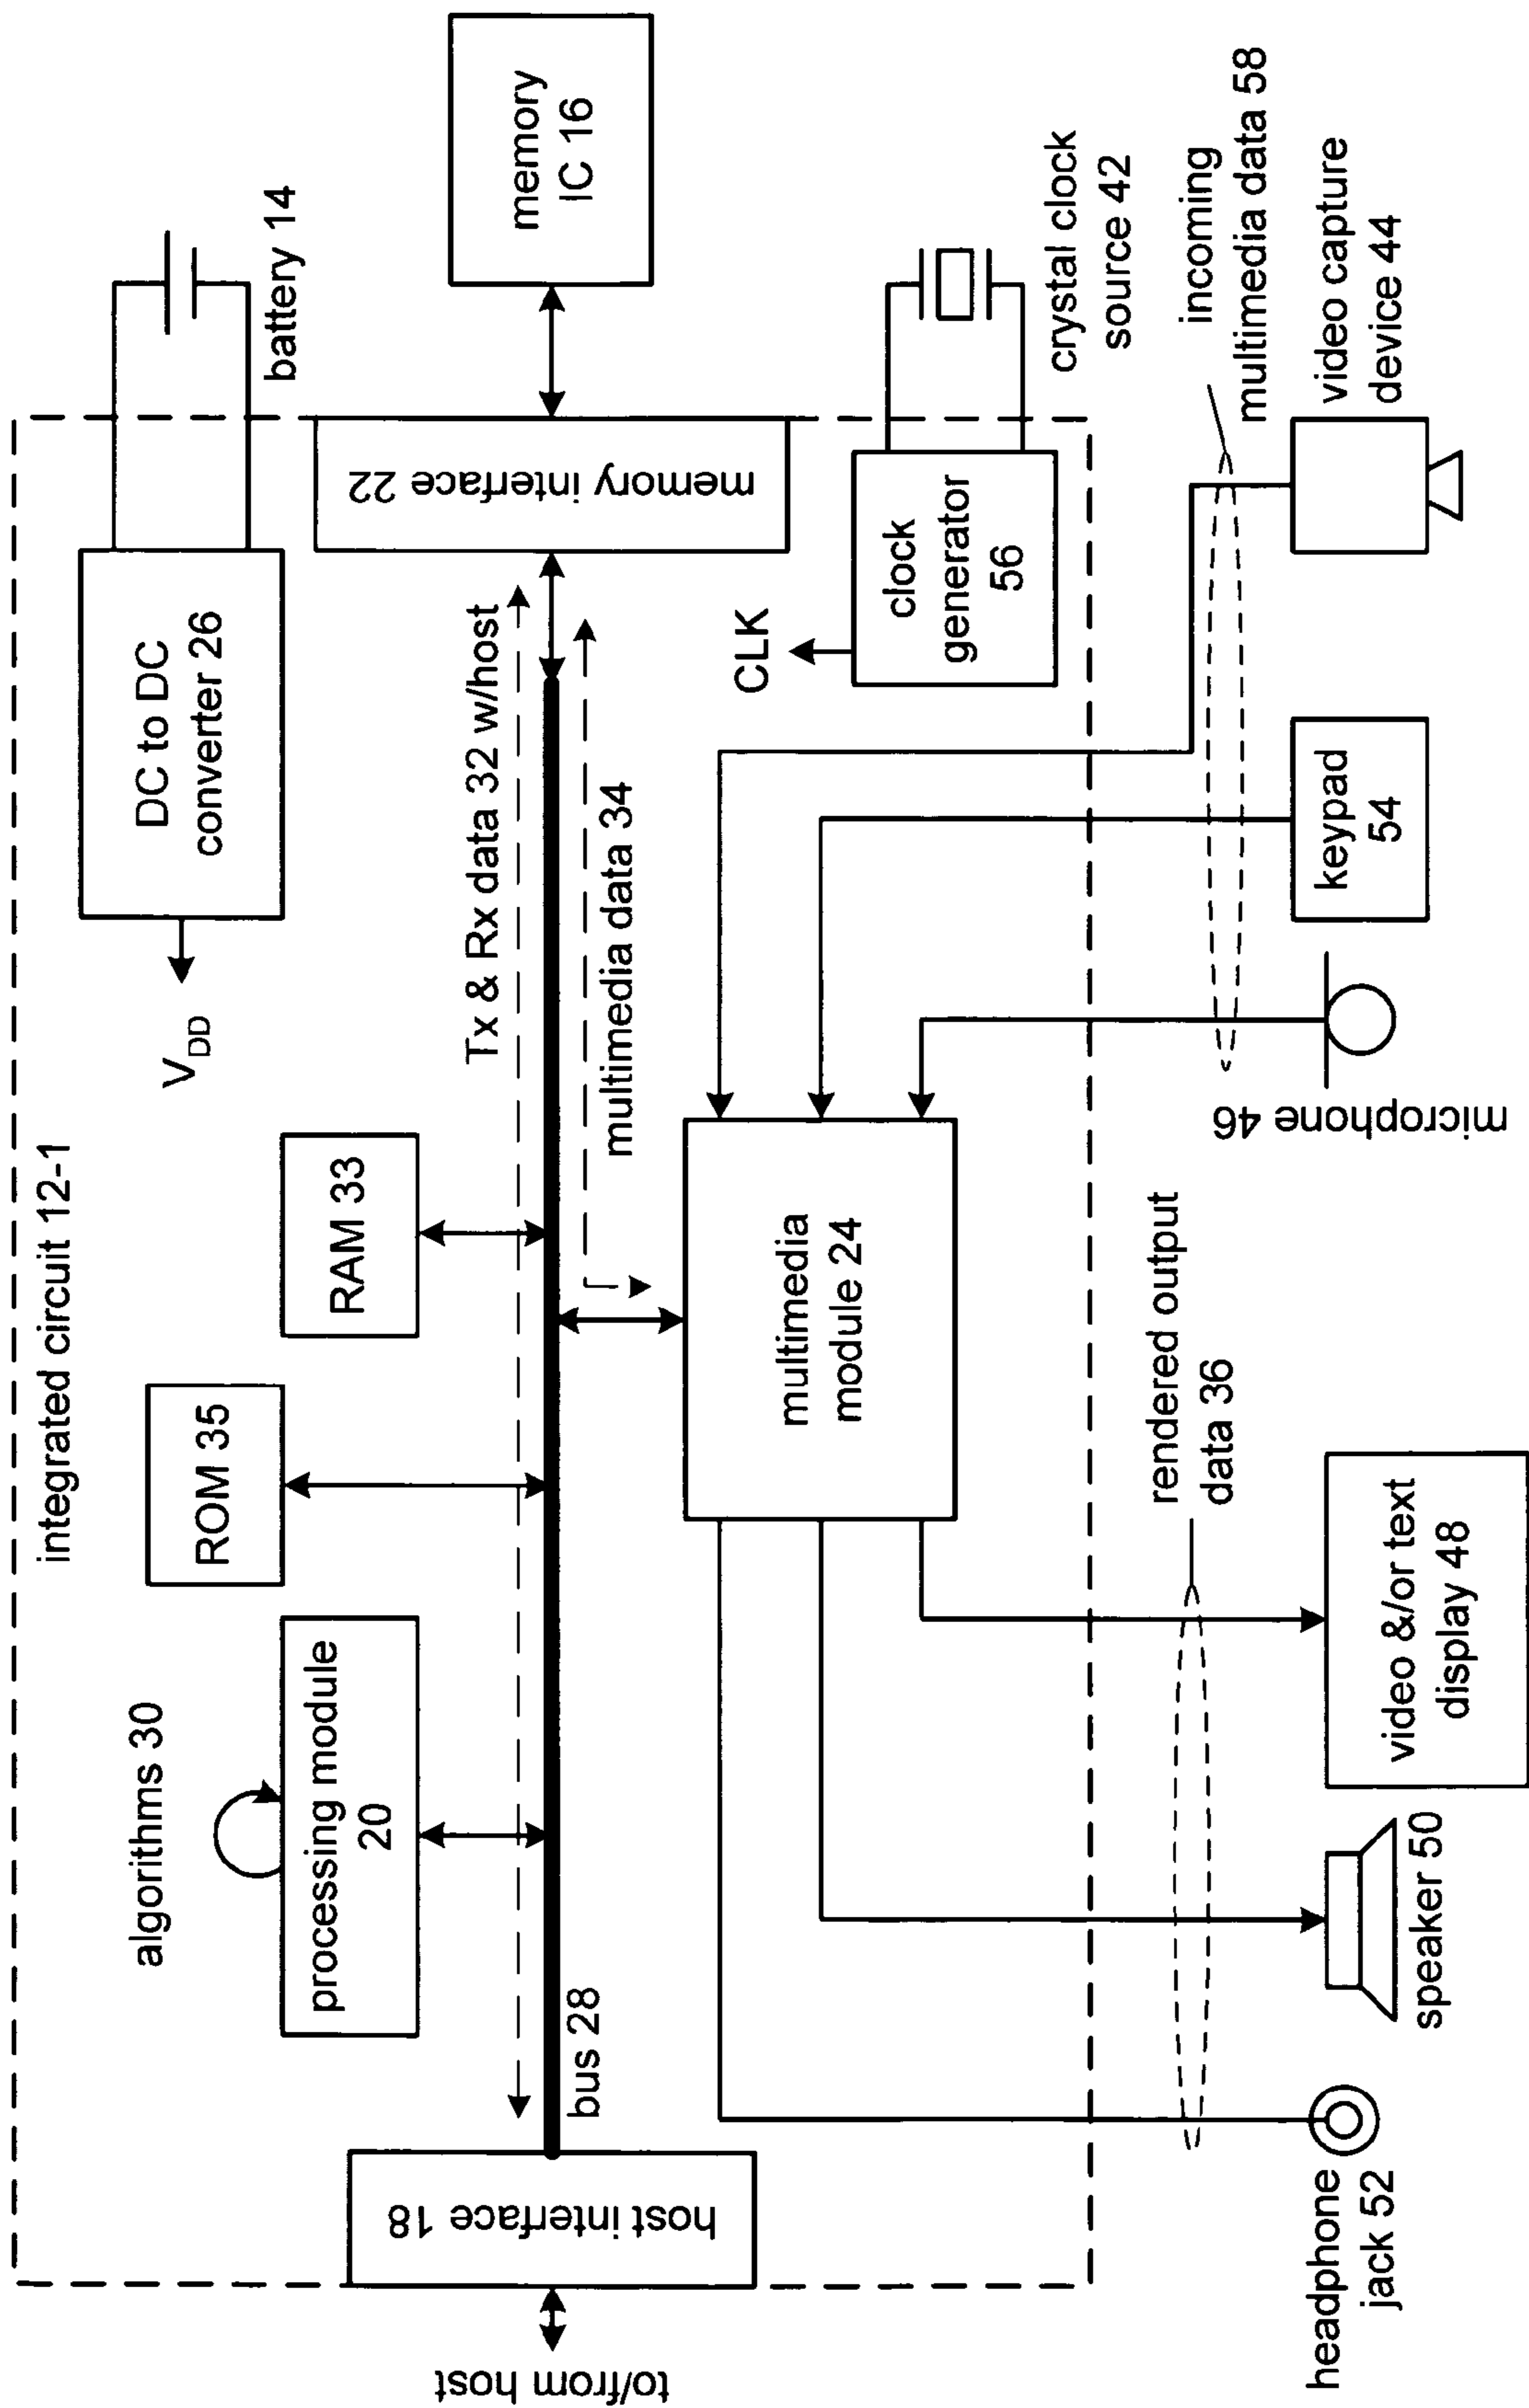 integrated circuit 12-1
DC to DC
converter 26
V_DD
battery 14
algorithms 30
processing module
20
ROM 35
RAM 33
Tx & Rx data 32 w/host
memory interface 22
memory
IC 16
to/from host
host interface 18
bus 28
multimedia data 34
multimedia
module 24
CLK
clock
generator
56
crystal clock
source 42
rendered output
data 36
incoming
multimedia data 58
headphone
jack 52
speaker 50
video &/or text
display 48
microphone 46
keypad
54
video capture
device 44